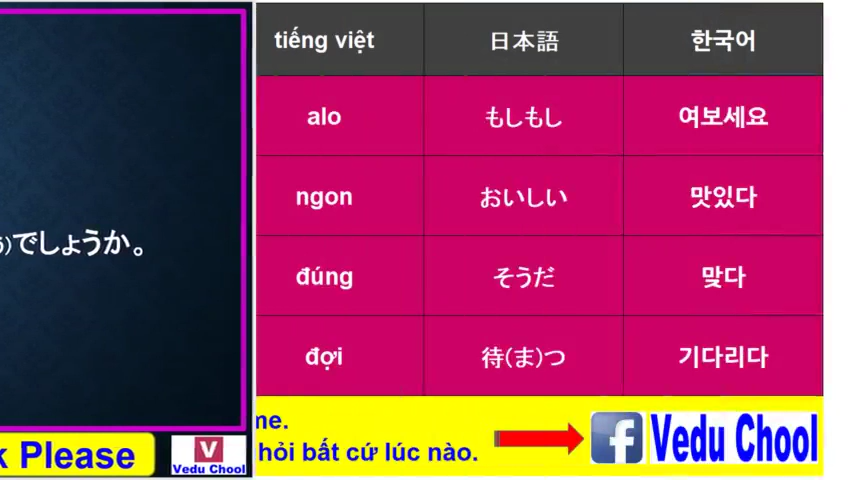 でしょうか。
Please
V
Vedu Chool
tiếng việt 日本語 한국어
alo もしもし 여보세요
ngon おいしい 맛있다
đúng そうだ 맞다
đợi 待(ま)つ 기다리다
me.
hỏi bất cứ lúc nào.
f Vedu Chool